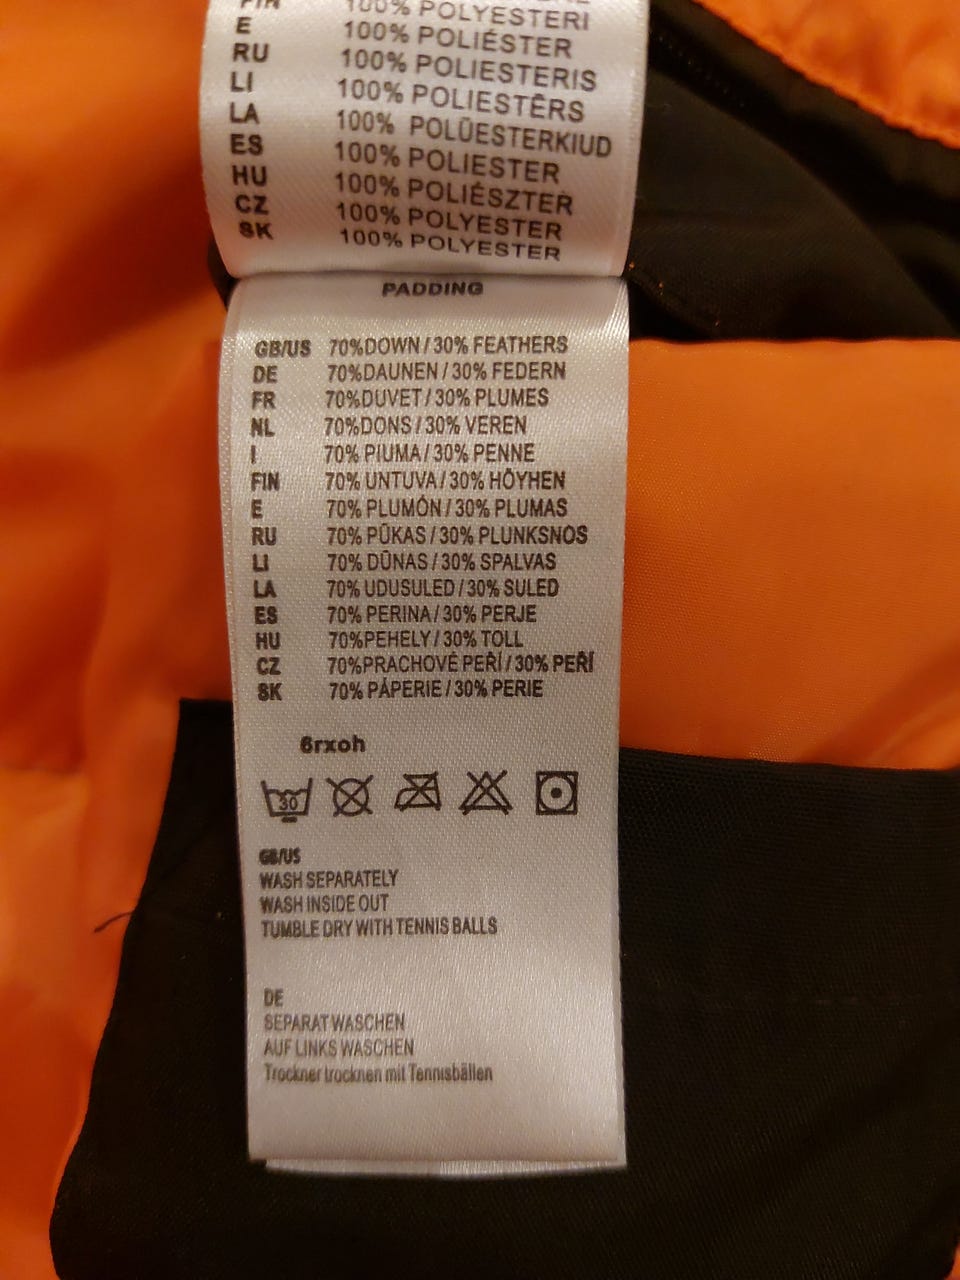 FIN 100% POLYESTERI
E 100% POLIÉSTER
RU 100% POLIESTERIS
LI 100% POLIESTĒRS
LA 100% POLÜESTERKIUD
ES 100% POLIESTER
HU 100% POLIÉSZTER
CZ 100% POLYESTER
SK 100% POLYESTER
PADDING
GB/US 70%DOWN / 30% FEATHERS
DE 70%DAUNEN / 30% FEDERN
FR 70%DUVET / 30% PLUMES
NL 70%DONS / 30% VEREN
I 70% PIUMA / 30% PENNE
FIN 70% UNTUVA / 30% HÖYHEN
E 70% PLUMÓN / 30% PLUMAS
RU 70% PŪKAS / 30% PLUNKSNOS
LI 70% DŪNAS / 30% SPALVAS
LA 70% UDUSULED / 30% SULED
ES 70% PERINA / 30% PERJE
HU 70%PEHELY / 30% TOLL
CZ 70%PRACHOVÉ PEŘÍ / 30% PEŘÍ
SK 70% PÁPERIE / 30% PERIE
6rxoh
30
GB/US
WASH SEPARATELY
WASH INSIDE OUT
TUMBLE DRY WITH TENNIS BALLS
DE
SEPARAT WASCHEN
AUF LINKS WASCHEN
Trockner trocknen mit Tennisbällen